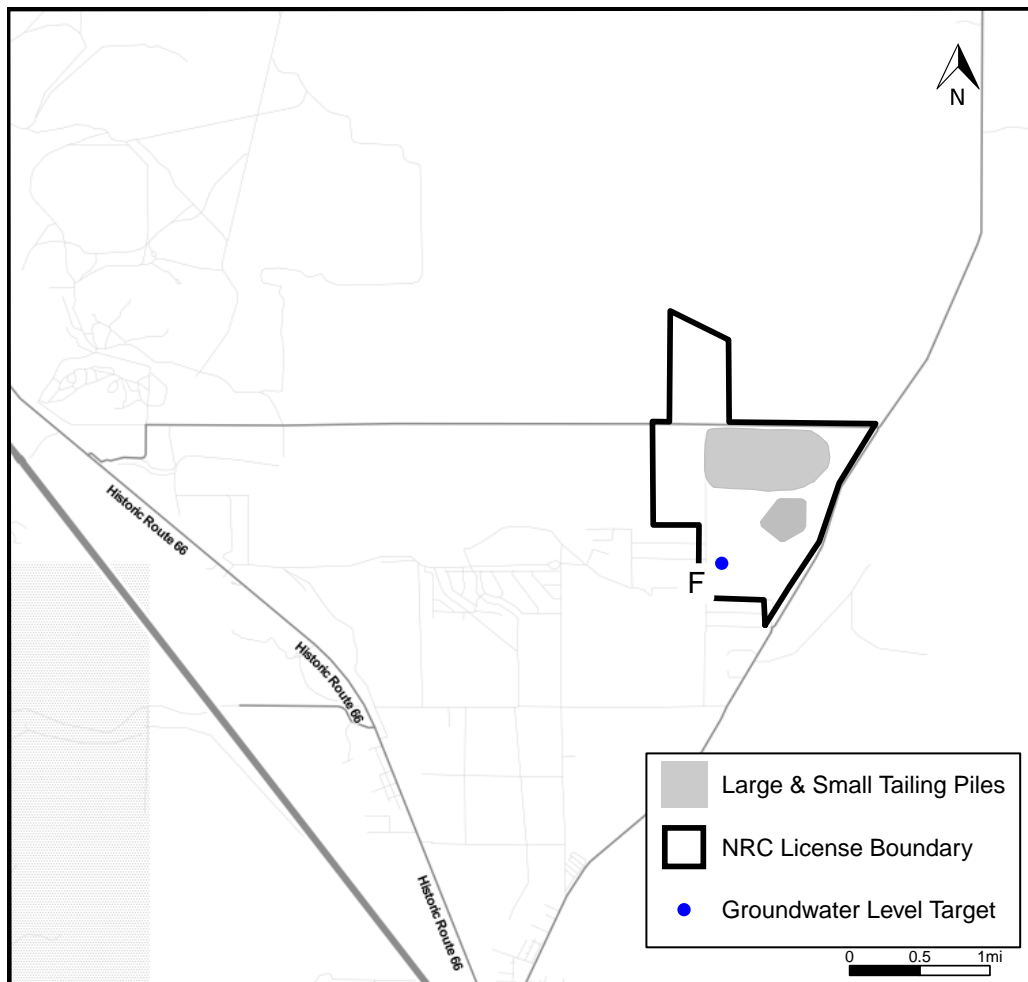 N
Historic Route 66
F
Historic Route 66
Large & Small Tailing Piles
NRC License Boundary
Historic Route 66
Groundwater Level Target
0 0.5 1mi